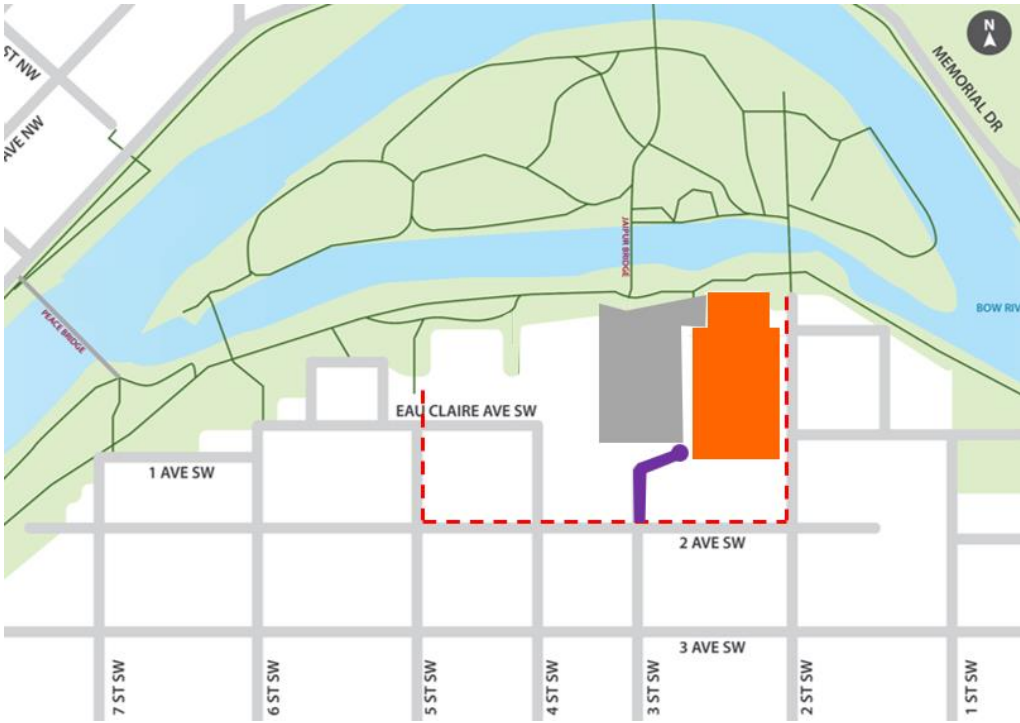 N
ST NW
AVE NW
MEMORIAL DR
JAIPUR BRIDGE
PEACE BRIDGE
BOW RIV
EAU CLAIRE AVE SW
1 AVE SW
2 AVE SW
3 AVE SW
7 ST SW
6 ST SW
5 ST SW
4 ST SW
3 ST SW
2 ST SW
1 ST SW